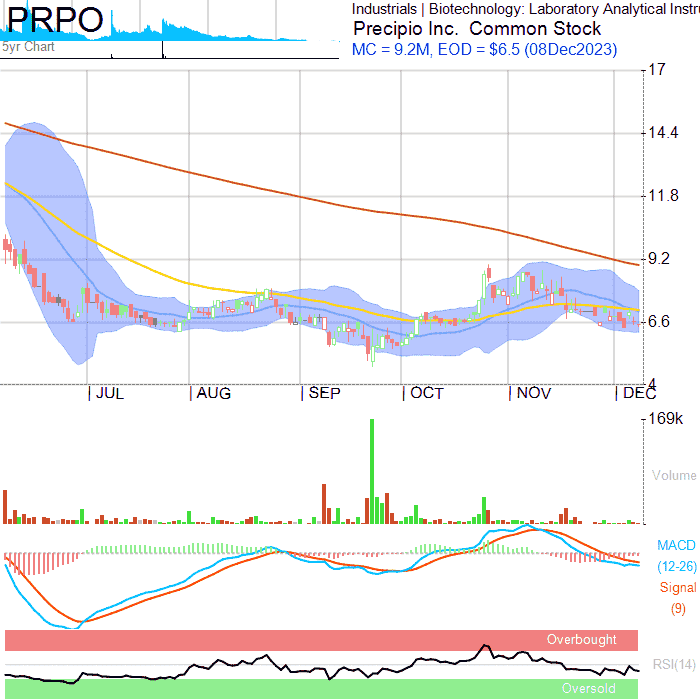 PRPO
5yr Chart
Industrials | Biotechnology: Laboratory Analytical Instru
Precipio Inc.  Common Stock
MC = 9.2M, EOD = $6.5 (08Dec2023)
17
14.4
11.8
9.2
6.6
4
JUL
AUG
SEP
OCT
NOV
DEC
169k
Volume
MACD
(12-26)
Signal
(9)
Overbought
RSI(14)
Oversold